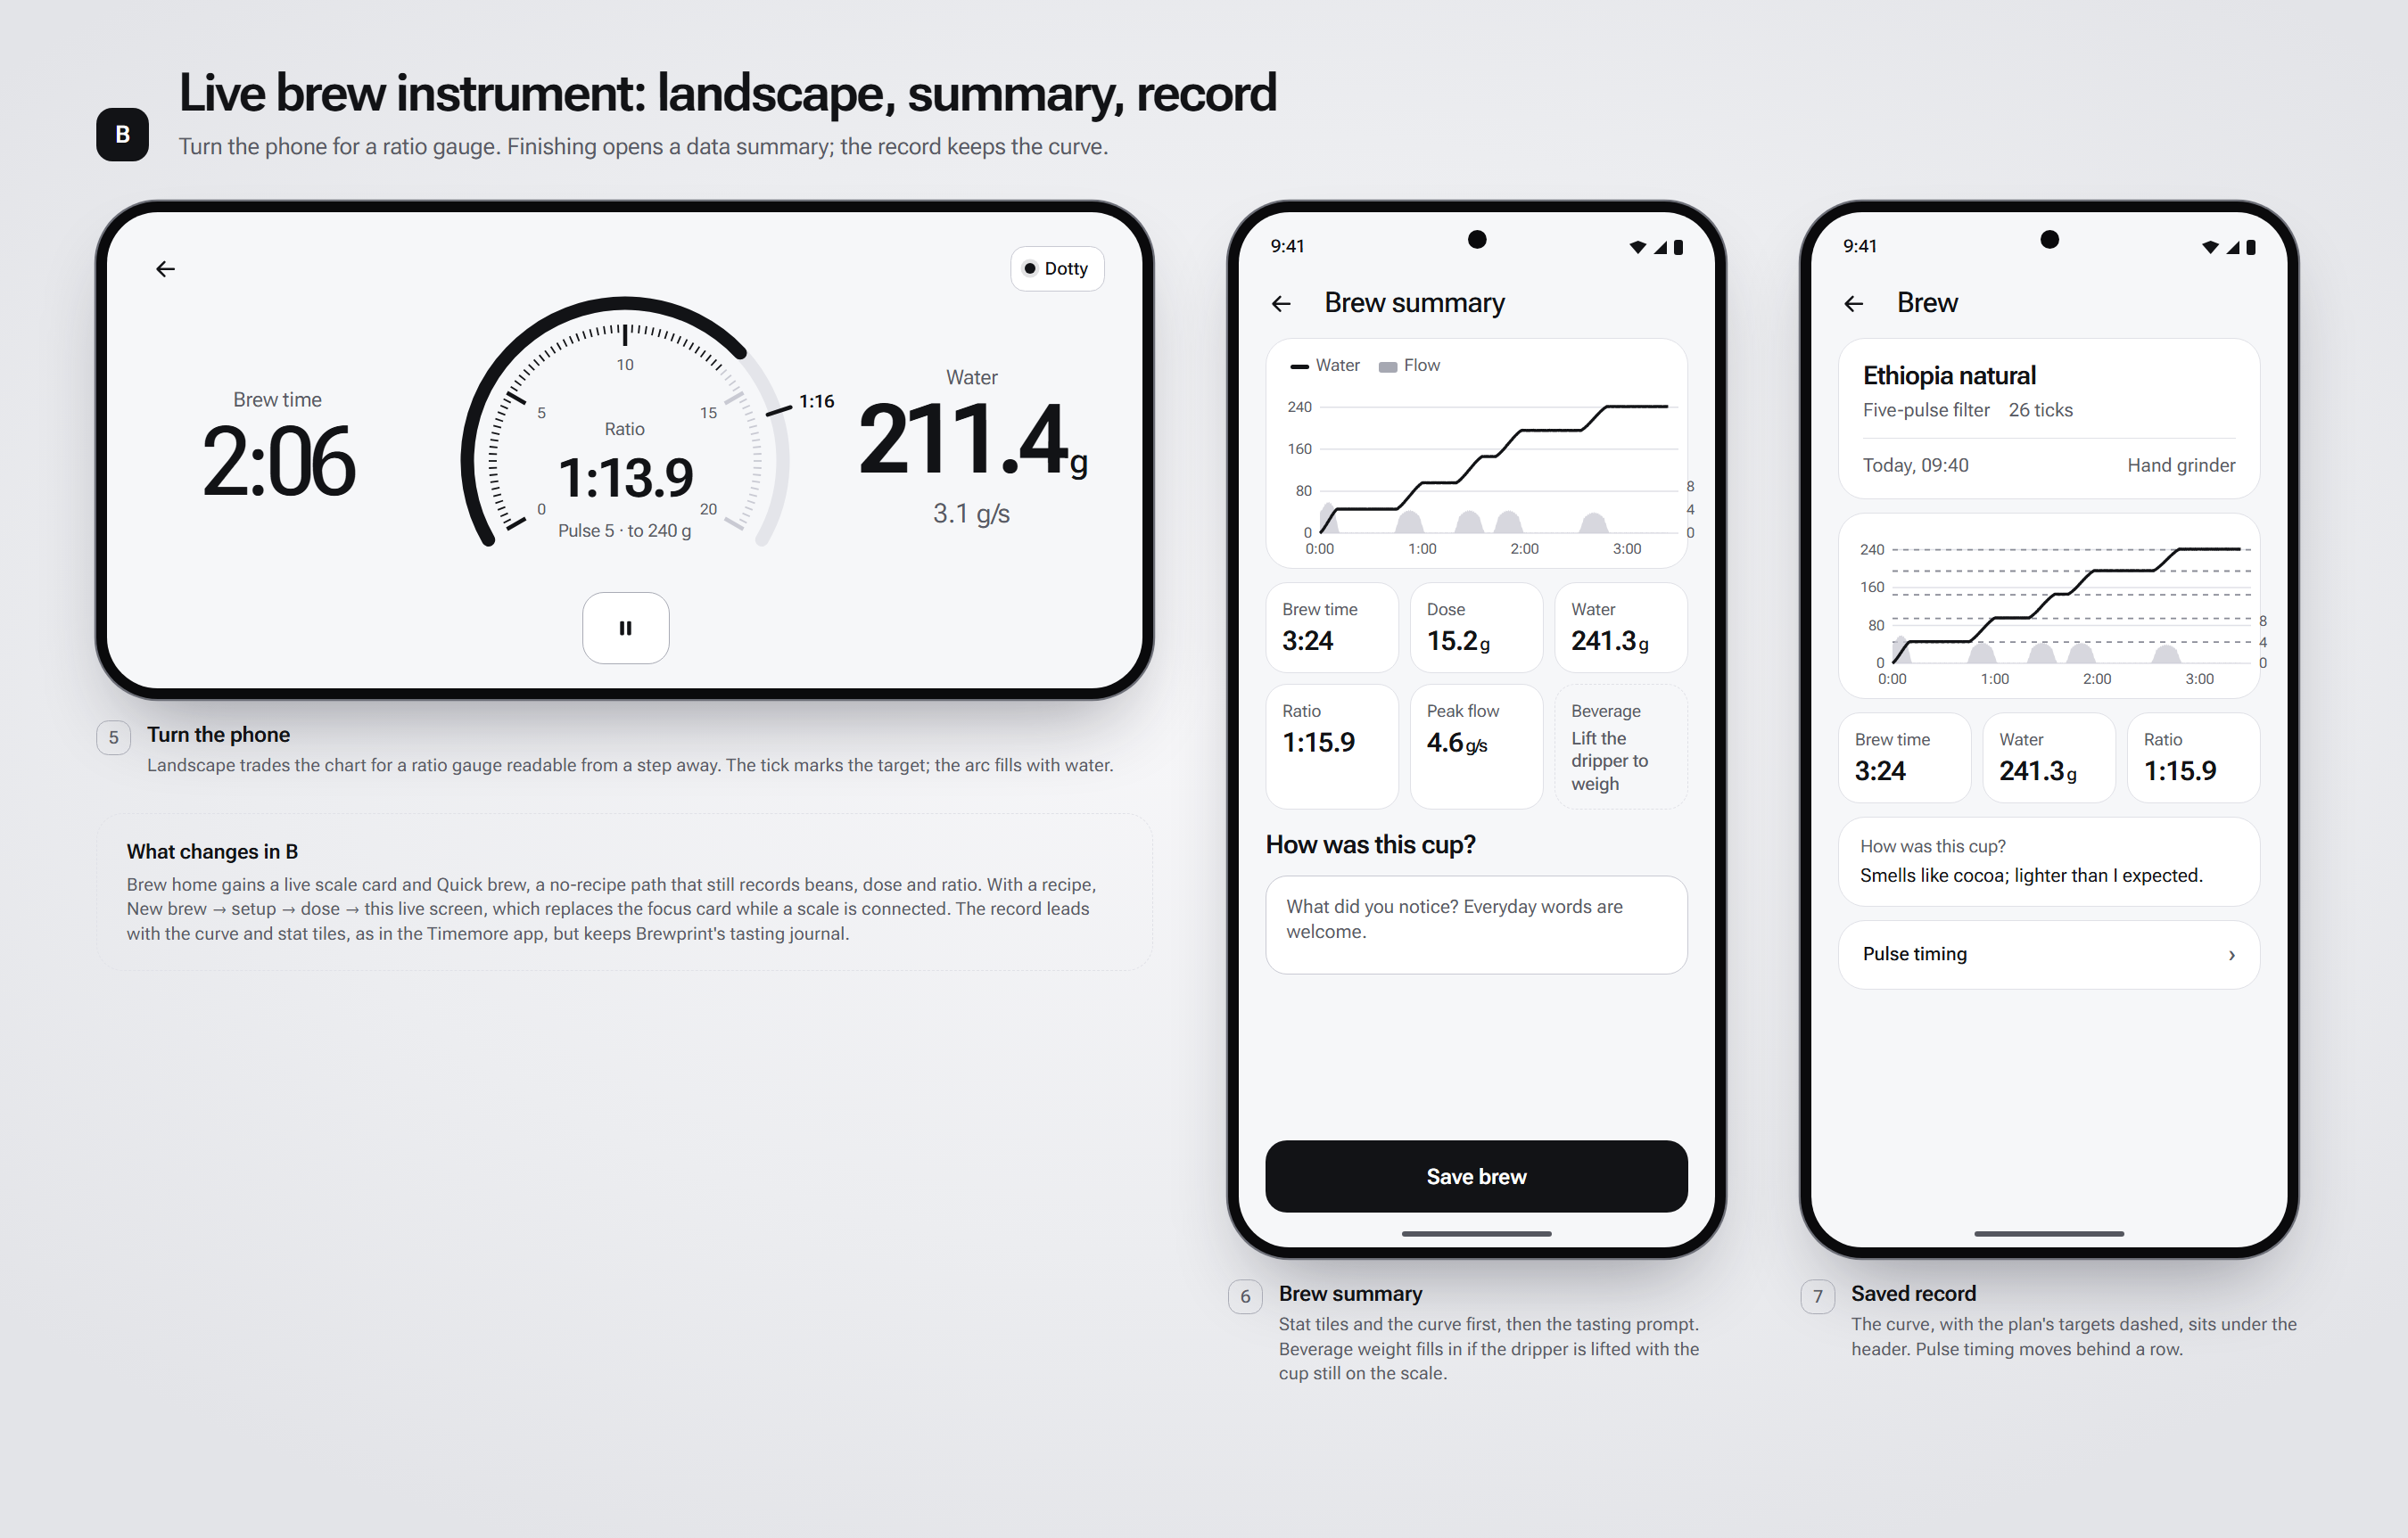 B
Live brew instrument: landscape, summary, record
Turn the phone for a ratio gauge. Finishing opens a data summary; the record keeps the curve.
Dotty
Brew time
2:06
0
5
10
15
20
1:16
Ratio
1:13.9
Pulse 5 · to 240 g
Water
211.4g
3.1 g/s
5
Turn the phone
Landscape trades the chart for a ratio gauge readable from a step away. The tick marks the target; the arc fills with water.
What changes in B
Brew home gains a live scale card and Quick brew, a no-recipe path that still records beans, dose and ratio. With a recipe,
New brew → setup → dose → this live screen, which replaces the focus card while a scale is connected. The record leads
with the curve and stat tiles, as in the Timemore app, but keeps Brewprint's tasting journal.
9:41
Brew summary
Water Flow
240
160
80
0
8
4
0
0:00 1:00 2:00 3:00
Brew time
3:24
Dose
15.2g
Water
241.3g
Ratio
1:15.9
Peak flow
4.6g/s
Beverage
Lift the
dripper to
weigh
How was this cup?
What did you notice? Everyday words are
welcome.
Save brew
6
Brew summary
Stat tiles and the curve first, then the tasting prompt.
Beverage weight fills in if the dripper is lifted with the
cup still on the scale.
9:41
Brew
Ethiopia natural
Five-pulse filter 26 ticks
Today, 09:40 Hand grinder
240
160
80
0
8
4
0
0:00 1:00 2:00 3:00
Brew time
3:24
Water
241.3g
Ratio
1:15.9
How was this cup?
Smells like cocoa; lighter than I expected.
Pulse timing ›
7
Saved record
The curve, with the plan's targets dashed, sits under the
header. Pulse timing moves behind a row.